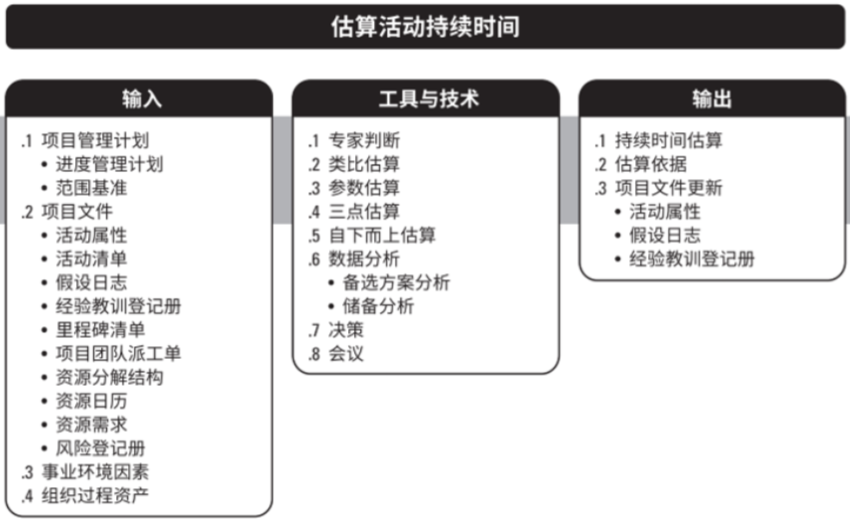 估算活动持续时间
输入
.1 项目管理计划
• 进度管理计划
• 范围基准
.2 项目文件
• 活动属性
• 活动清单
• 假设日志
• 经验教训登记册
• 里程碑清单
• 项目团队派工单
• 资源分解结构
• 资源日历
• 资源需求
• 风险登记册
.3 事业环境因素
.4 组织过程资产
工具与技术
.1 专家判断
.2 类比估算
.3 参数估算
.4 三点估算
.5 自下而上估算
.6 数据分析
• 备选方案分析
• 储备分析
.7 决策
.8 会议
输出
.1 持续时间估算
.2 估算依据
.3 项目文件更新
• 活动属性
• 假设日志
• 经验教训登记册